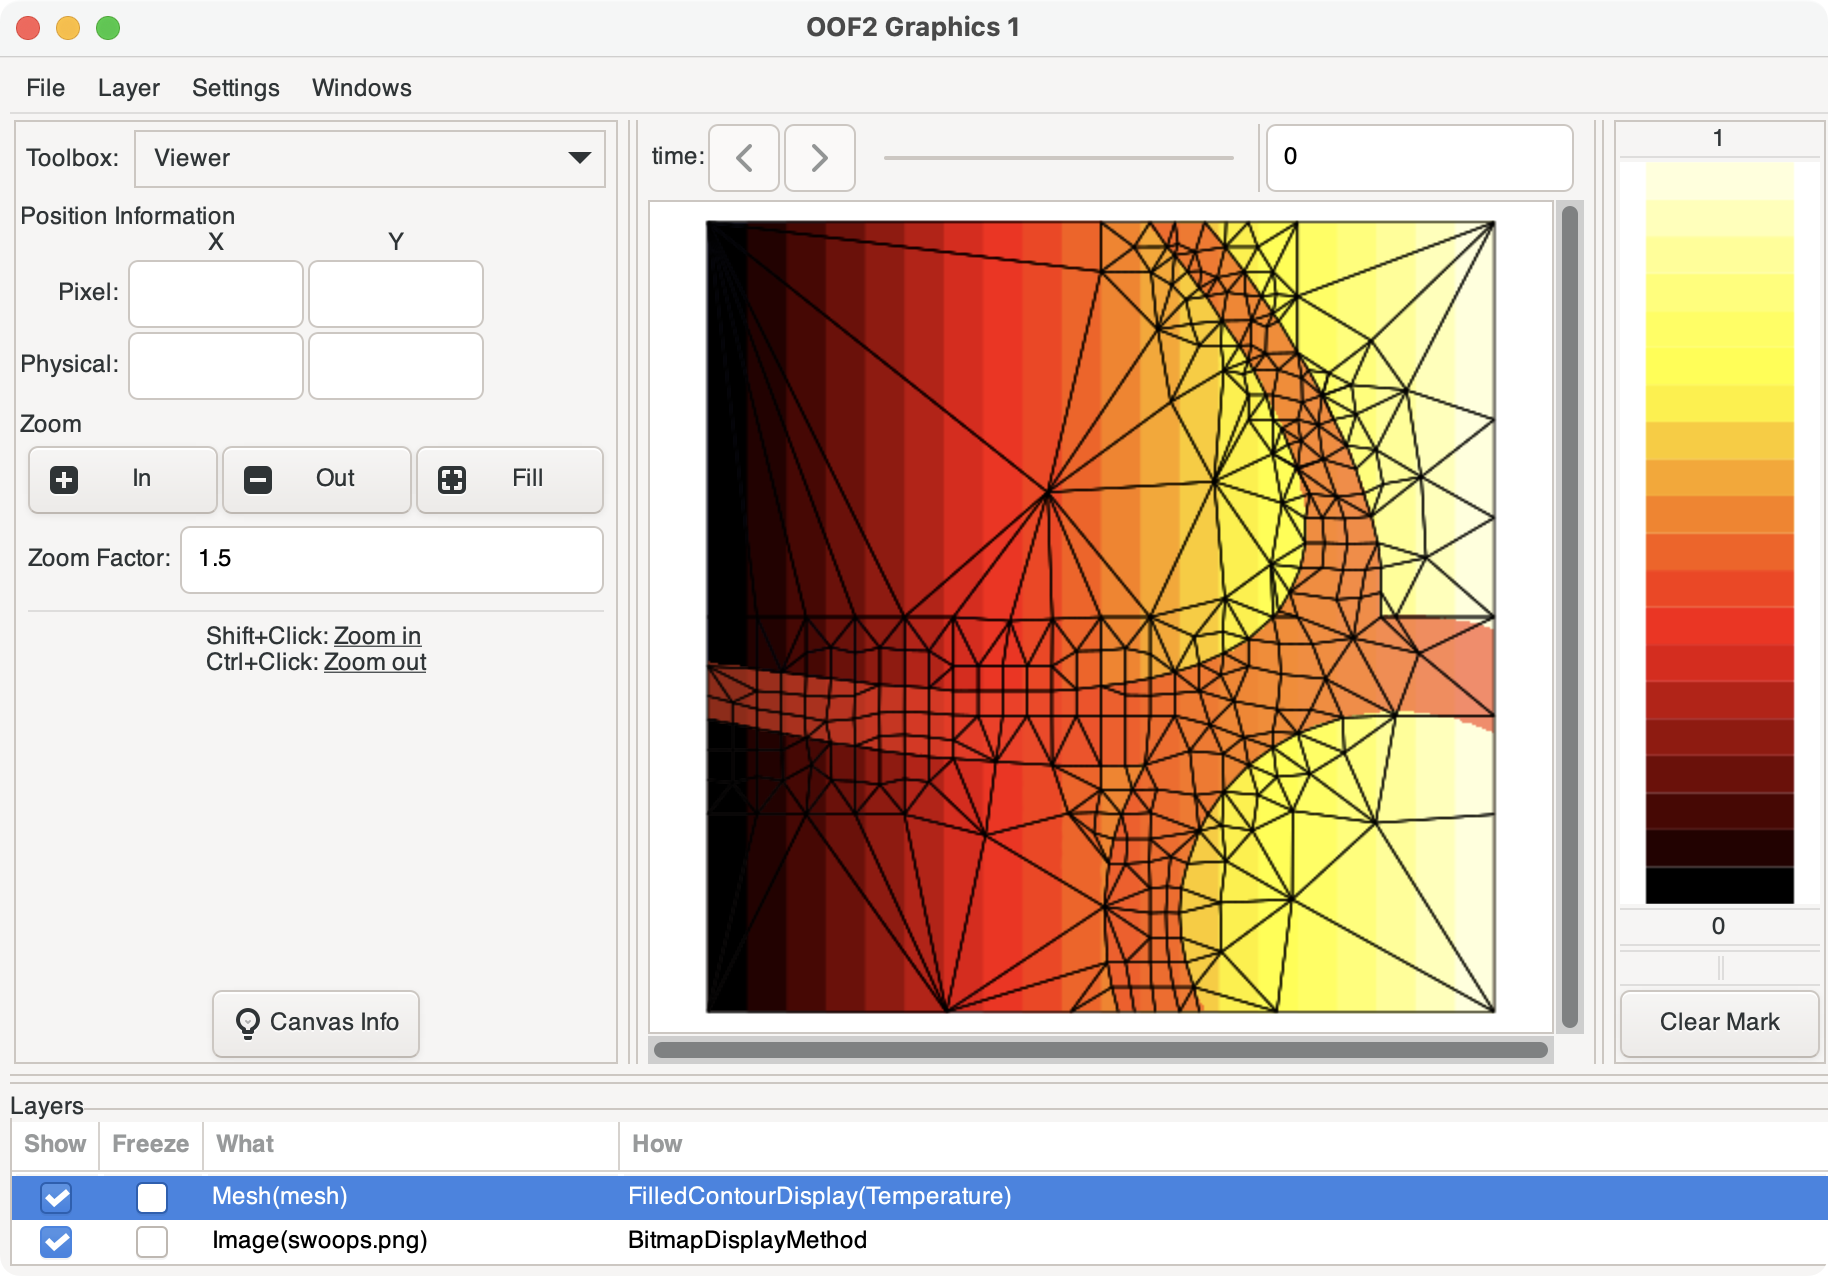 OOF2 Graphics 1
File Layer Settings Windows
Toolbox: Viewer
Position Information
X Y
Pixel:
Physical:
Zoom
In Out Fill
Zoom Factor: 1.5
Shift+Click: Zoom in
Ctrl+Click: Zoom out
Canvas Info
time: 0
1
0
Clear Mark
Layers
Show Freeze What How
Mesh(mesh) FilledContourDisplay(Temperature)
Image(swoops.png) BitmapDisplayMethod